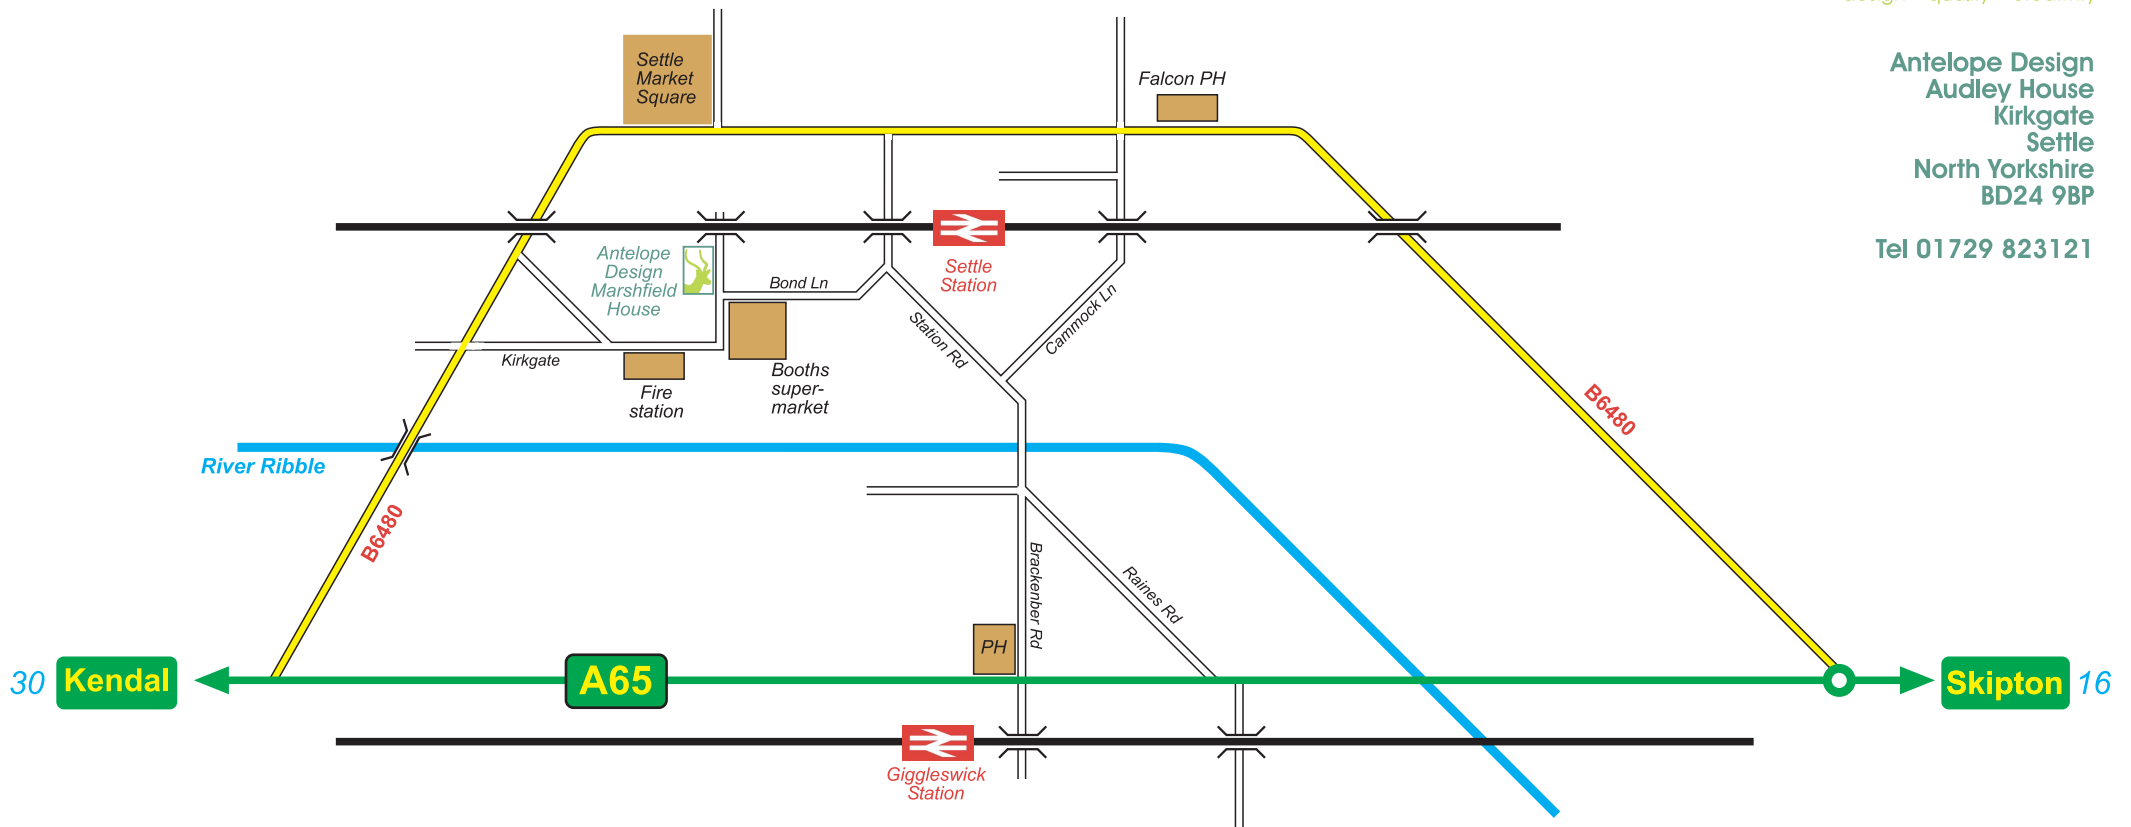 Antelope Design
Audley House
Kirkgate
Settle
North Yorkshire
BD24 9BP
Tel 01729 823121
Settle
Market
Square
Falcon PH
Antelope
Design
Marshfield
House
Bond Ln
Settle
Station
Station Rd
Cammock Ln
Kirkgate
Fire
station
Booths
super-
market
B6480
River Ribble
B6480
Brackenber Rd
Raines Rd
PH
30 Kendal
A65
Skipton 16
Giggleswick
Station